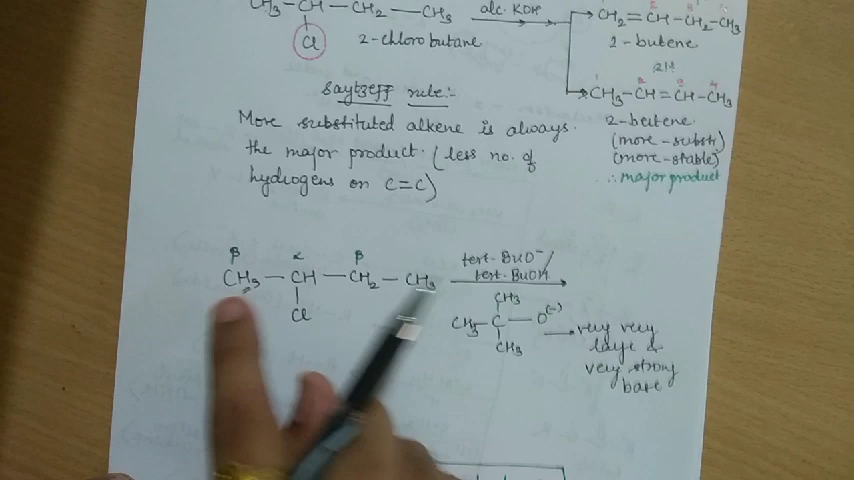 CH3-CH-CH2-CH3 alc. KOH CH2=CH-CH2-CH3
Cl 2-chlorobutane 1-butene
CH3-CH=CH-CH3
Saytzeff rule:- 2-butene
More substituted alkene is always (more-substi)
the major product. (less no. of (more-stable)
hydrogens on C=C) ∴ major product
β α β tert-BuO⁻/
CH3-CH-CH2-CH3 tert-BuOH
Cl
CH3
CH3-C-O(-) very very
CH3 large &
very strong
base